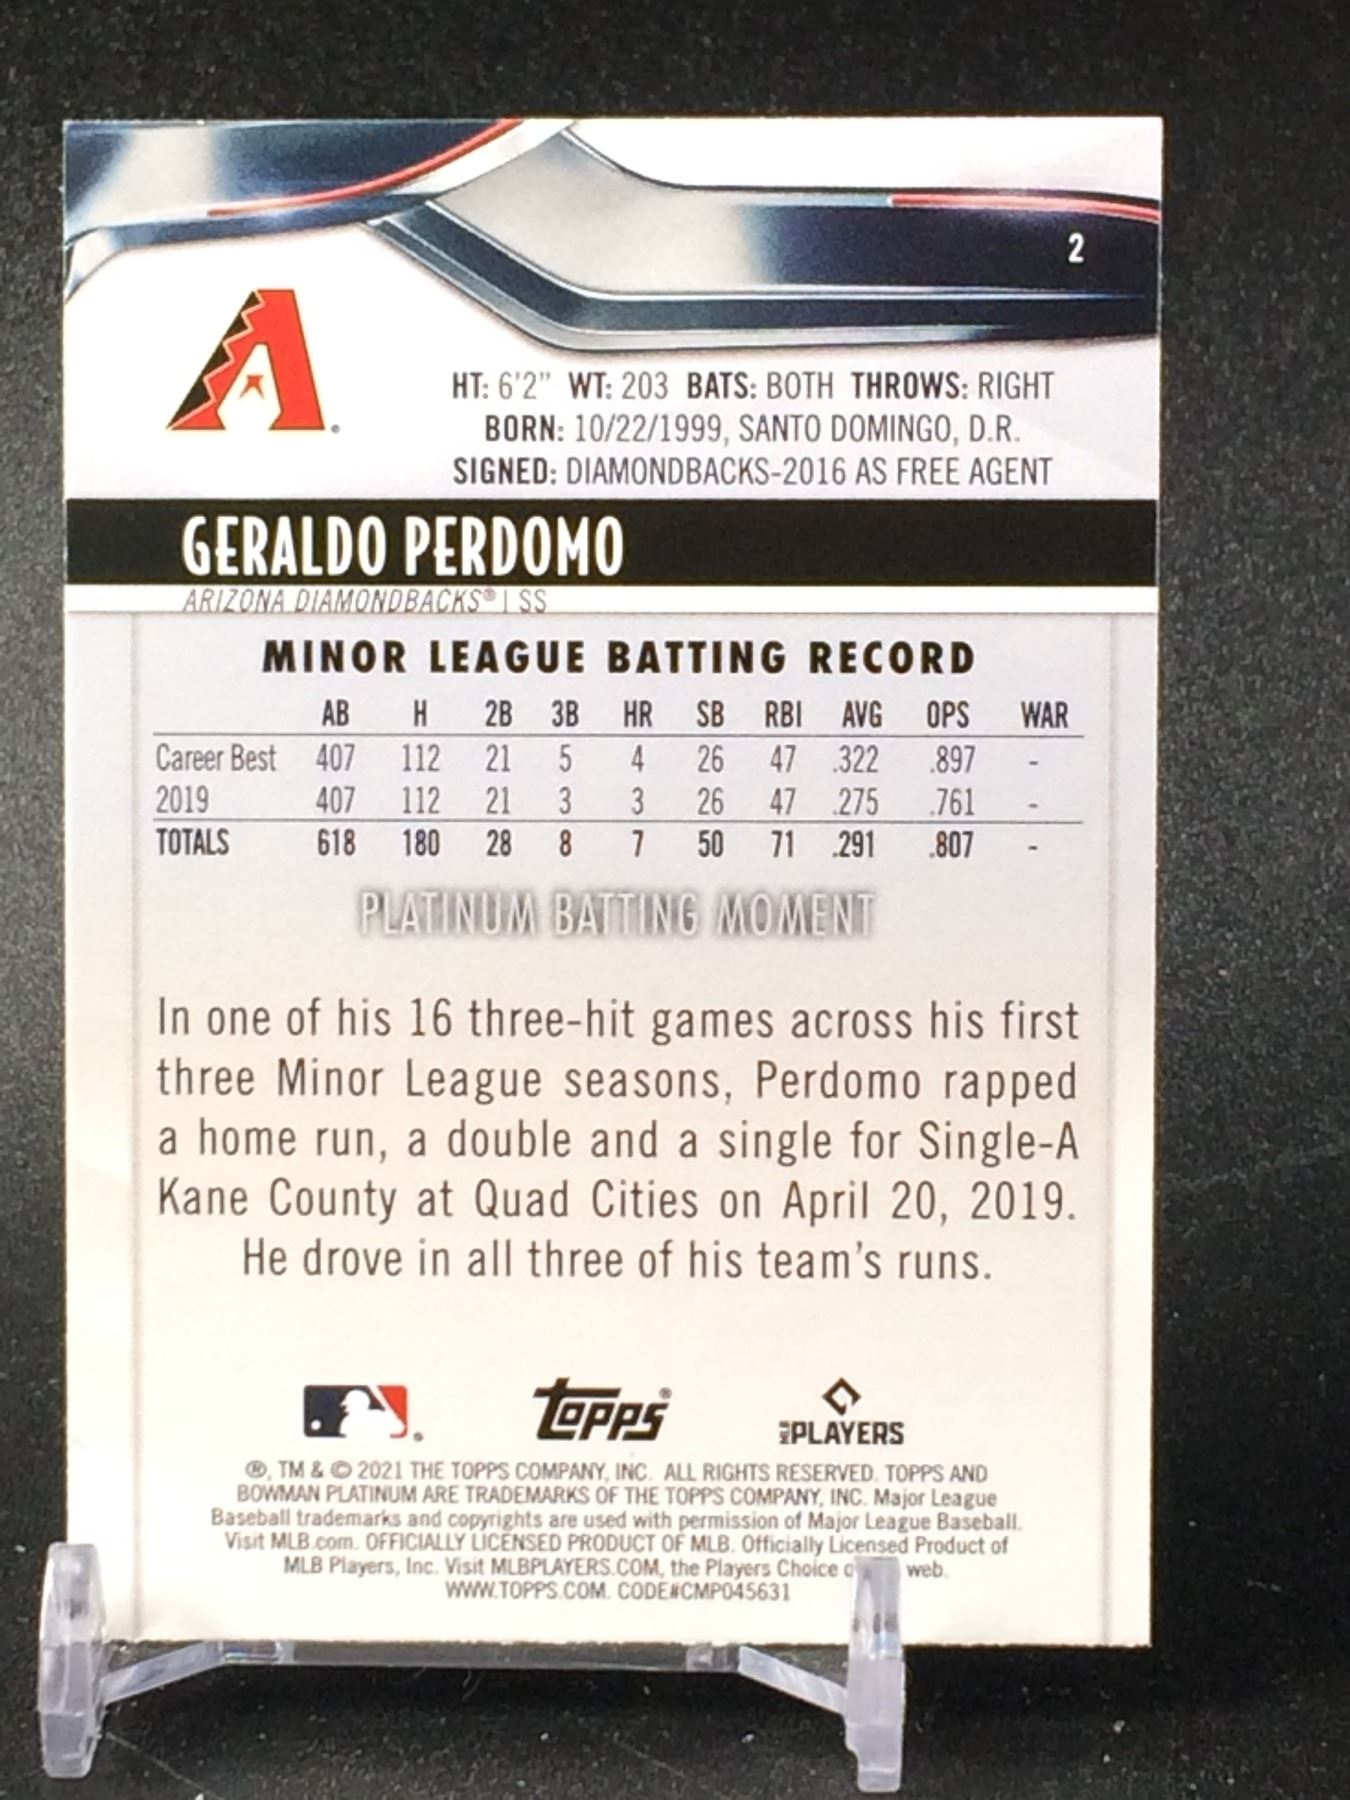 2
HT: 6'2" WT: 203 BATS: BOTH THROWS: RIGHT
BORN: 10/22/1999, SANTO DOMINGO, D.R.
SIGNED: DIAMONDBACKS-2016 AS FREE AGENT
GERALDO PERDOMO
ARIZONA DIAMONDBACKS® | SS
MINOR LEAGUE BATTING RECORD
AB H 2B 3B HR SB RBI AVG OPS WAR
Career Best 407 112 21 5 4 26 47 .322 .897 -
2019 407 112 21 3 3 26 47 .275 .761 -
TOTALS 618 180 28 8 7 50 71 .291 .807 -
PLATINUM BATTING MOMENT
In one of his 16 three-hit games across his first
three Minor League seasons, Perdomo rapped
a home run, a double and a single for Single-A
Kane County at Quad Cities on April 20, 2019.
He drove in all three of his team's runs.
topps®
PLAYERS
®, TM & © 2021 THE TOPPS COMPANY, INC. ALL RIGHTS RESERVED. TOPPS AND
BOWMAN PLATINUM ARE TRADEMARKS OF THE TOPPS COMPANY, INC. Major League
Baseball trademarks and copyrights are used with permission of Major League Baseball.
Visit MLB.com. OFFICIALLY LICENSED PRODUCT OF MLB. Officially Licensed Product of
MLB Players, Inc. Visit MLBPLAYERS.COM, the Players Choice web.
WWW.TOPPS.COM. CODE#CMP045631